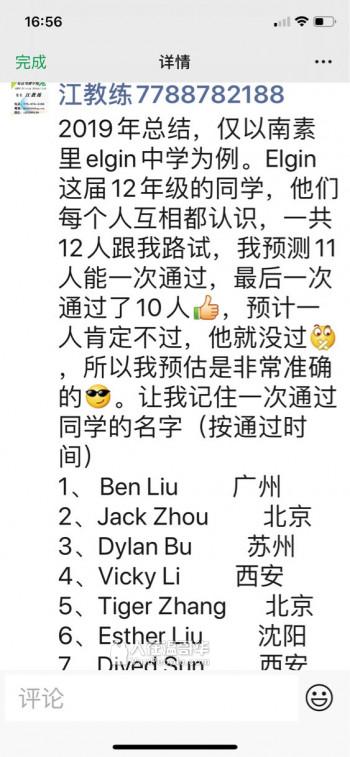 16:56
完成
详情
江教练7788782188
2019年总结，仅以南素
里elgin中学为例。Elgin
这届12年级的同学，他们
每个人互相都认识，一共
12人跟我路试，我预测11
人能一次通过，最后一次
通过了10人👍，预计一
人肯定不过，他就没过🤫
，所以我预估是非常准确
的😎。让我记住一次通过
同学的名字（按通过时
间）
1、Ben Liu 广州
2、Jack Zhou 北京
3、Dylan Bu 苏州
4、Vicky Li 西安
5、Tiger Zhang 北京
6、Esther Liu 沈阳
7、Dived Sun 西安
人在温哥华
评论